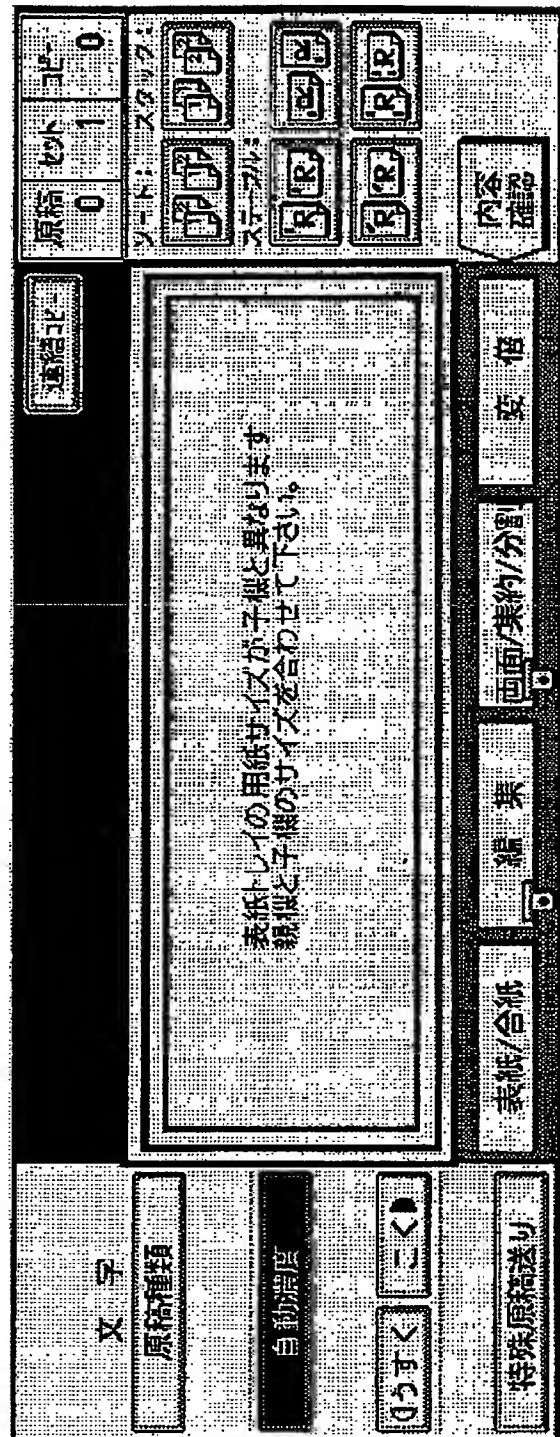 文字
原稿種類
自動濃度
うすく
こく
特殊原稿送り
連結コピー
表紙トレイの用紙サイズが子機と異なります
親機と子機のサイズを合わせて下さい。
表紙/合紙
編集
両面/集約/分割
変倍
原稿 セット コピー
0 1 0
ソート: スタック:
ステープル:
内容
確認